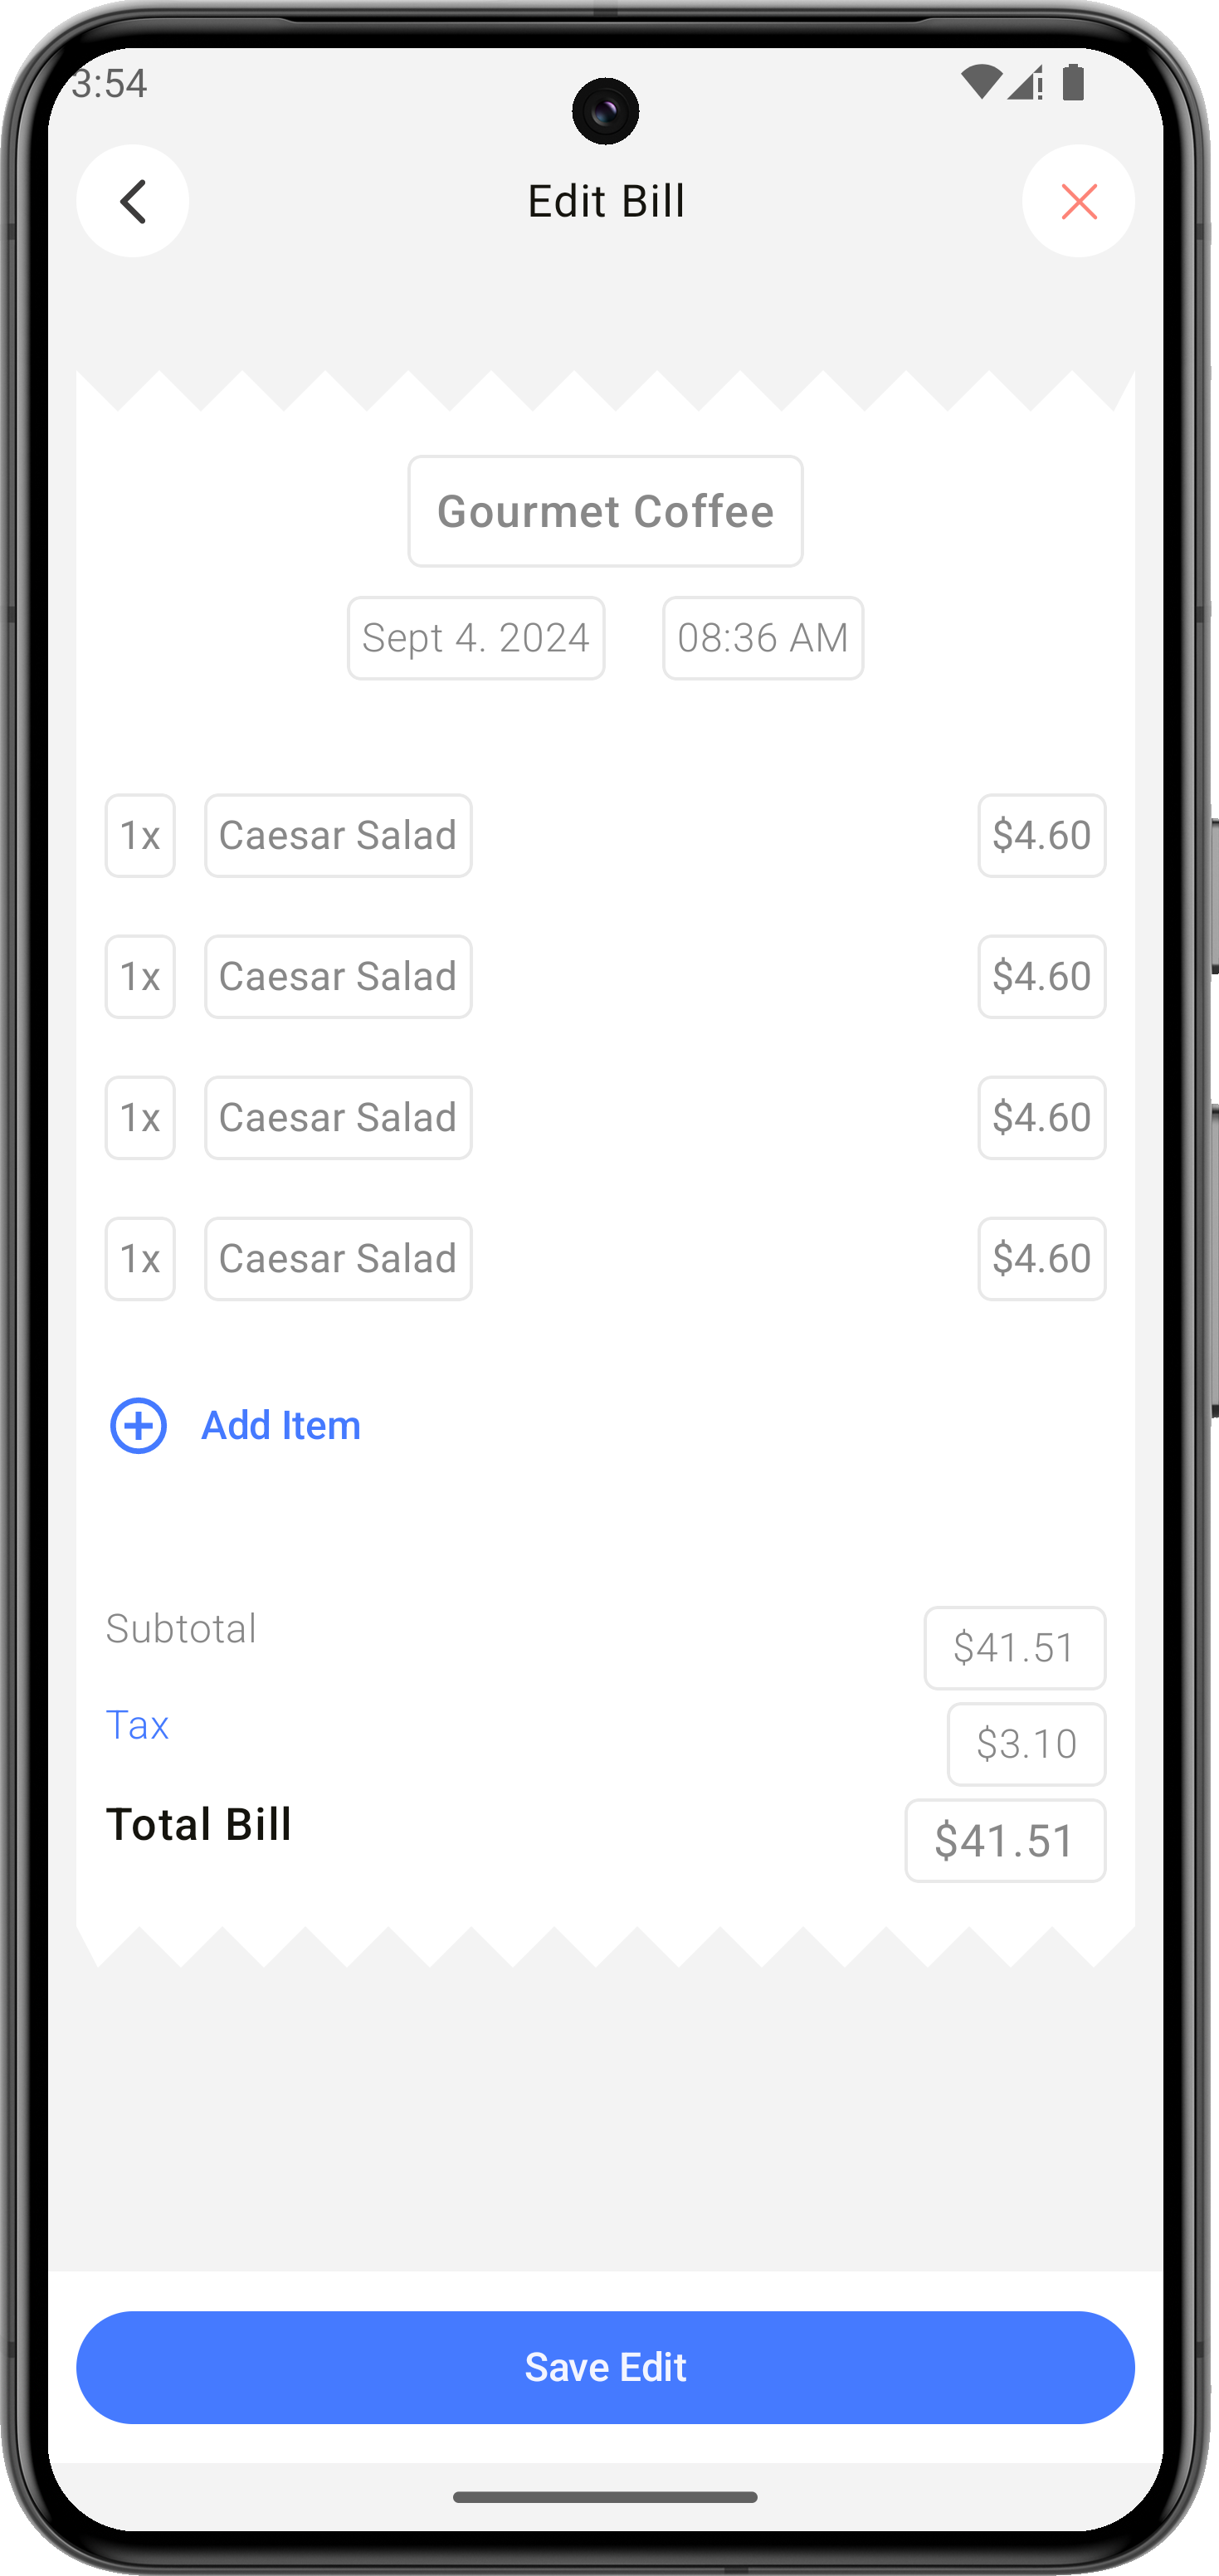 3:54
Edit Bill
Gourmet Coffee
Sept 4. 2024 08:36 AM
1x Caesar Salad $4.60
1x Caesar Salad $4.60
1x Caesar Salad $4.60
1x Caesar Salad $4.60
Add Item
Subtotal $41.51
Tax $3.10
Total Bill $41.51
Save Edit